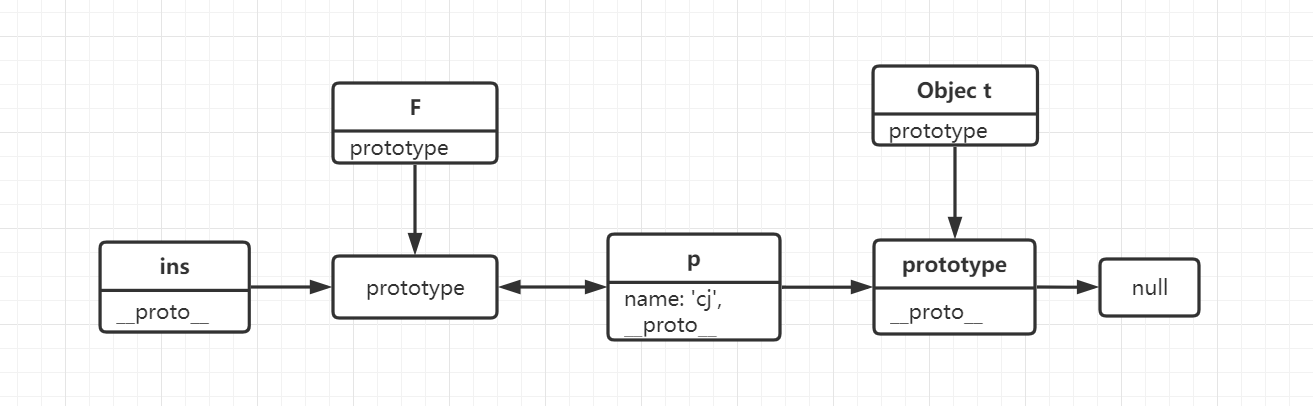 F
prototype
Objec t
prototype
ins
__proto__
prototype
p
name: 'cj',
__proto__
prototype
__proto__
null